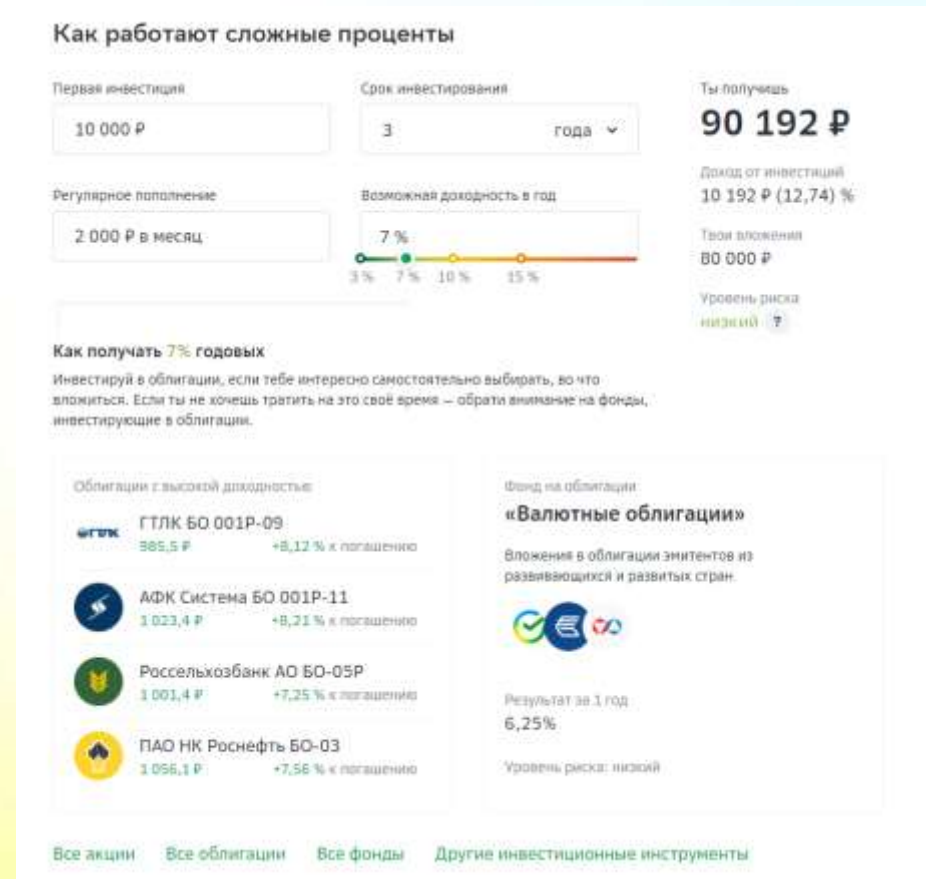 Как работают сложные проценты
Первая инвестиция
10 000 ₽
Срок инвестирования
3 года
Ты получишь
90 192 ₽
Доход от инвестиций
10 192 ₽ (12,74) %
Регулярное пополнение
2 000 ₽ в месяц
Возможная доходность в год
7 %
3 % 7 % 10 % 15 %
Твои вложения
80 000 ₽
Уровень риска
низкий ?
Как получать 7% годовых
Инвестируй в облигации, если тебе интересно самостоятельно выбирать, во что
вложиться. Если ты не хочешь тратить на это своё время — обрати внимание на фонды,
инвестирующие в облигации.
Облигации с высокой доходностью
ГТЛК
ГТЛК БО 001Р-09
985,5 ₽ +8,12 % к погашению
АФК Система БО 001Р-11
1 023,4 ₽ +8,21 % к погашению
Россельхозбанк АО БО-05Р
1 001,4 ₽ +7,25 % к погашению
ПАО НК Роснефть БО-03
1 056,1 ₽ +7,56 % к погашению
Фонд на облигации
«Валютные облигации»
Вложения в облигации эмитентов из
развивающихся и развитых стран
Результат за 1 год
6,25%
Уровень риска: низкий
Все акции Все облигации Все фонды Другие инвестиционные инструменты